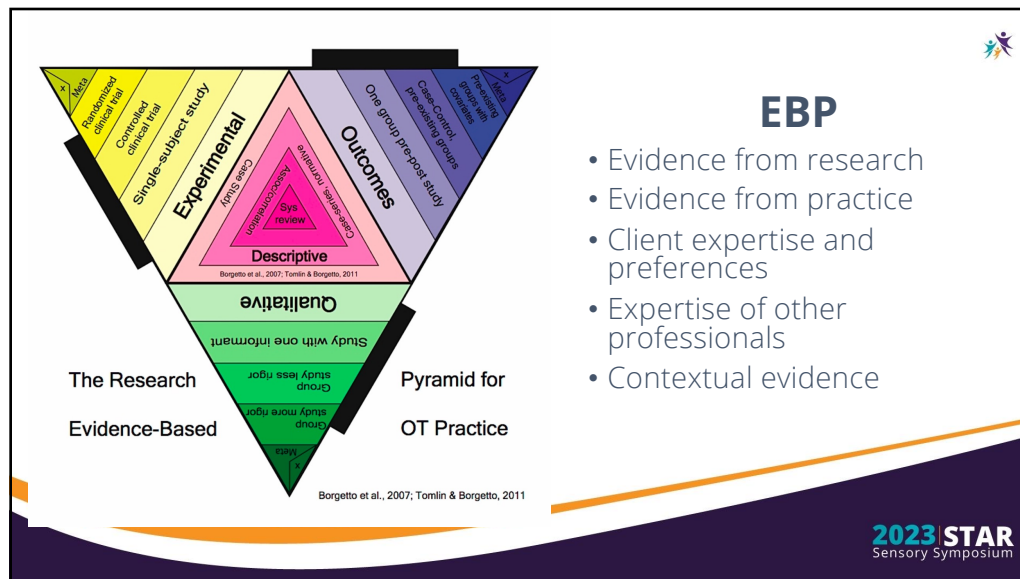 x
Meta
Randomized
clinical trial
Controlled
clinical trial
Single-subject study
Experimental
Outcomes
One group pre-post study
Case-Control,
pre-existing groups
Pre-existing
groups with
covariates
Meta
x
Case Study
Assoc/correlation
Case-series, normative
Sys
review
Descriptive
Borgetto et al., 2007; Tomlin & Borgetto, 2011
Qualitative
Study with one informant
Group
study less rigor
Group
study more rigor
Meta
x
The Research
Pyramid for
Evidence-Based
OT Practice
Borgetto et al., 2007; Tomlin & Borgetto, 2011
EBP
• Evidence from research
• Evidence from practice
• Client expertise and
preferences
• Expertise of other
professionals
• Contextual evidence
2023 | STAR
Sensory Symposium